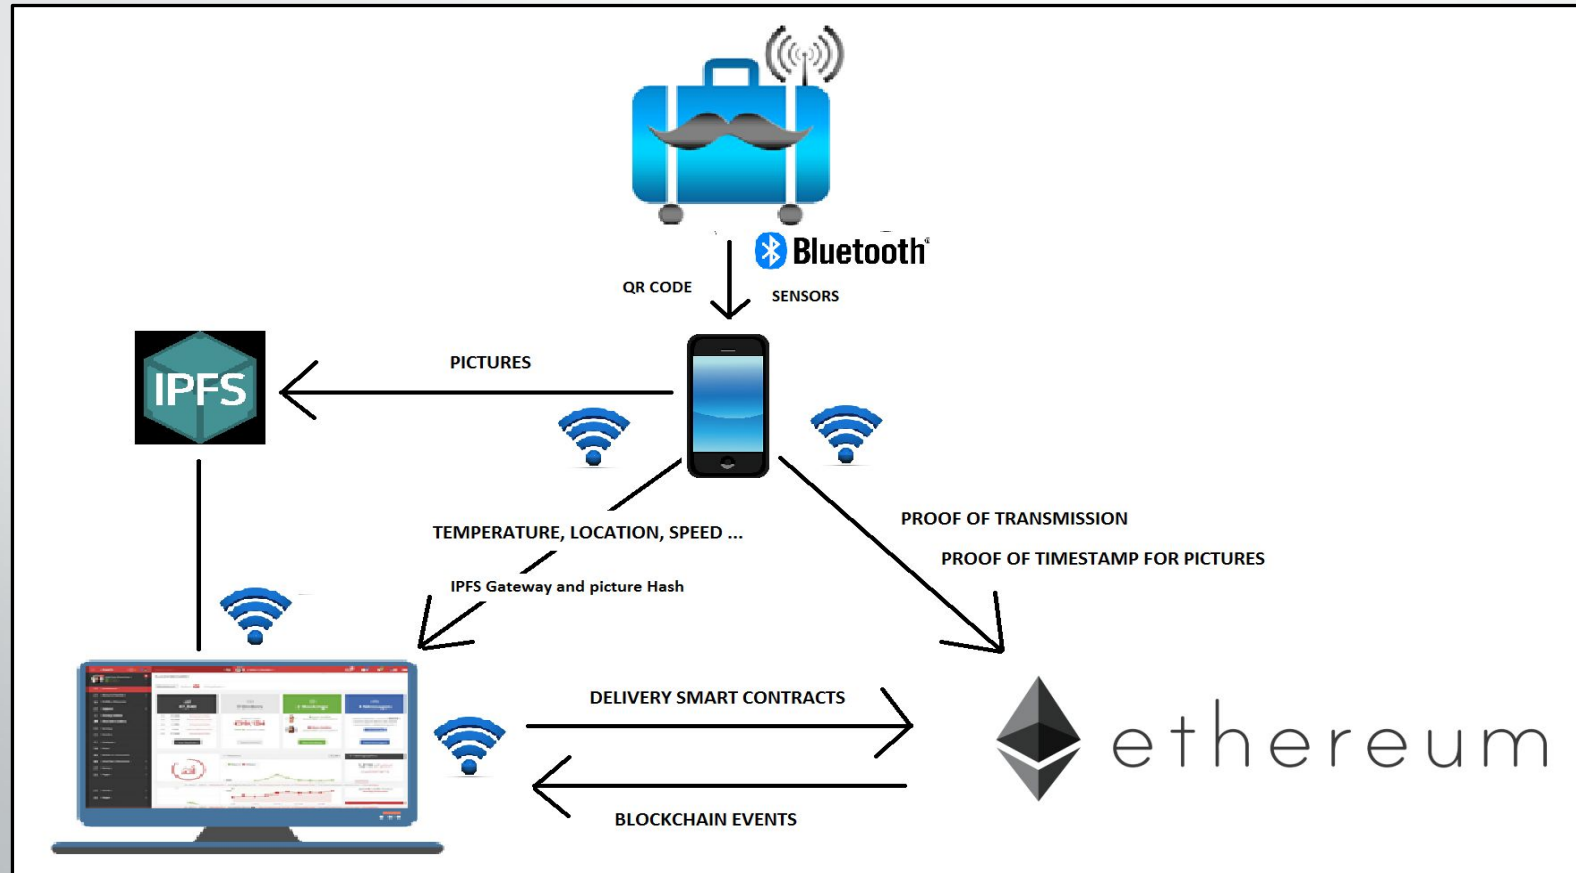 Bluetooth
QR CODE
SENSORS
IPFS
PICTURES
TEMPERATURE, LOCATION, SPEED ...
IPFS Gateway and picture Hash
PROOF OF TRANSMISSION
PROOF OF TIMESTAMP FOR PICTURES
DELIVERY SMART CONTRACTS
ethereum
BLOCKCHAIN EVENTS